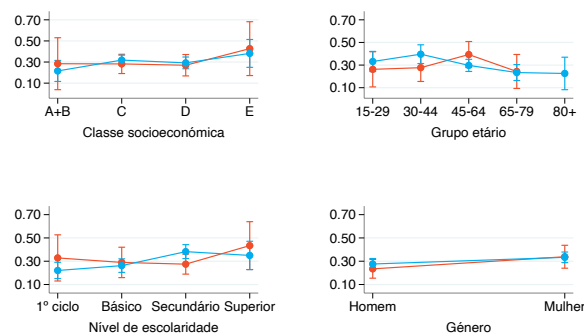 0.70
0.50
0.30
0.10
A+B C D E
Classe socioeconómica
0.70
0.50
0.30
0.10
15-29 30-44 45-64 65-79 80+
Grupo etário
0.70
0.50
0.30
0.10
1º ciclo Básico Secundário Superior
Nível de escolaridade
0.70
0.50
0.30
0.10
Homem Mulher
Género